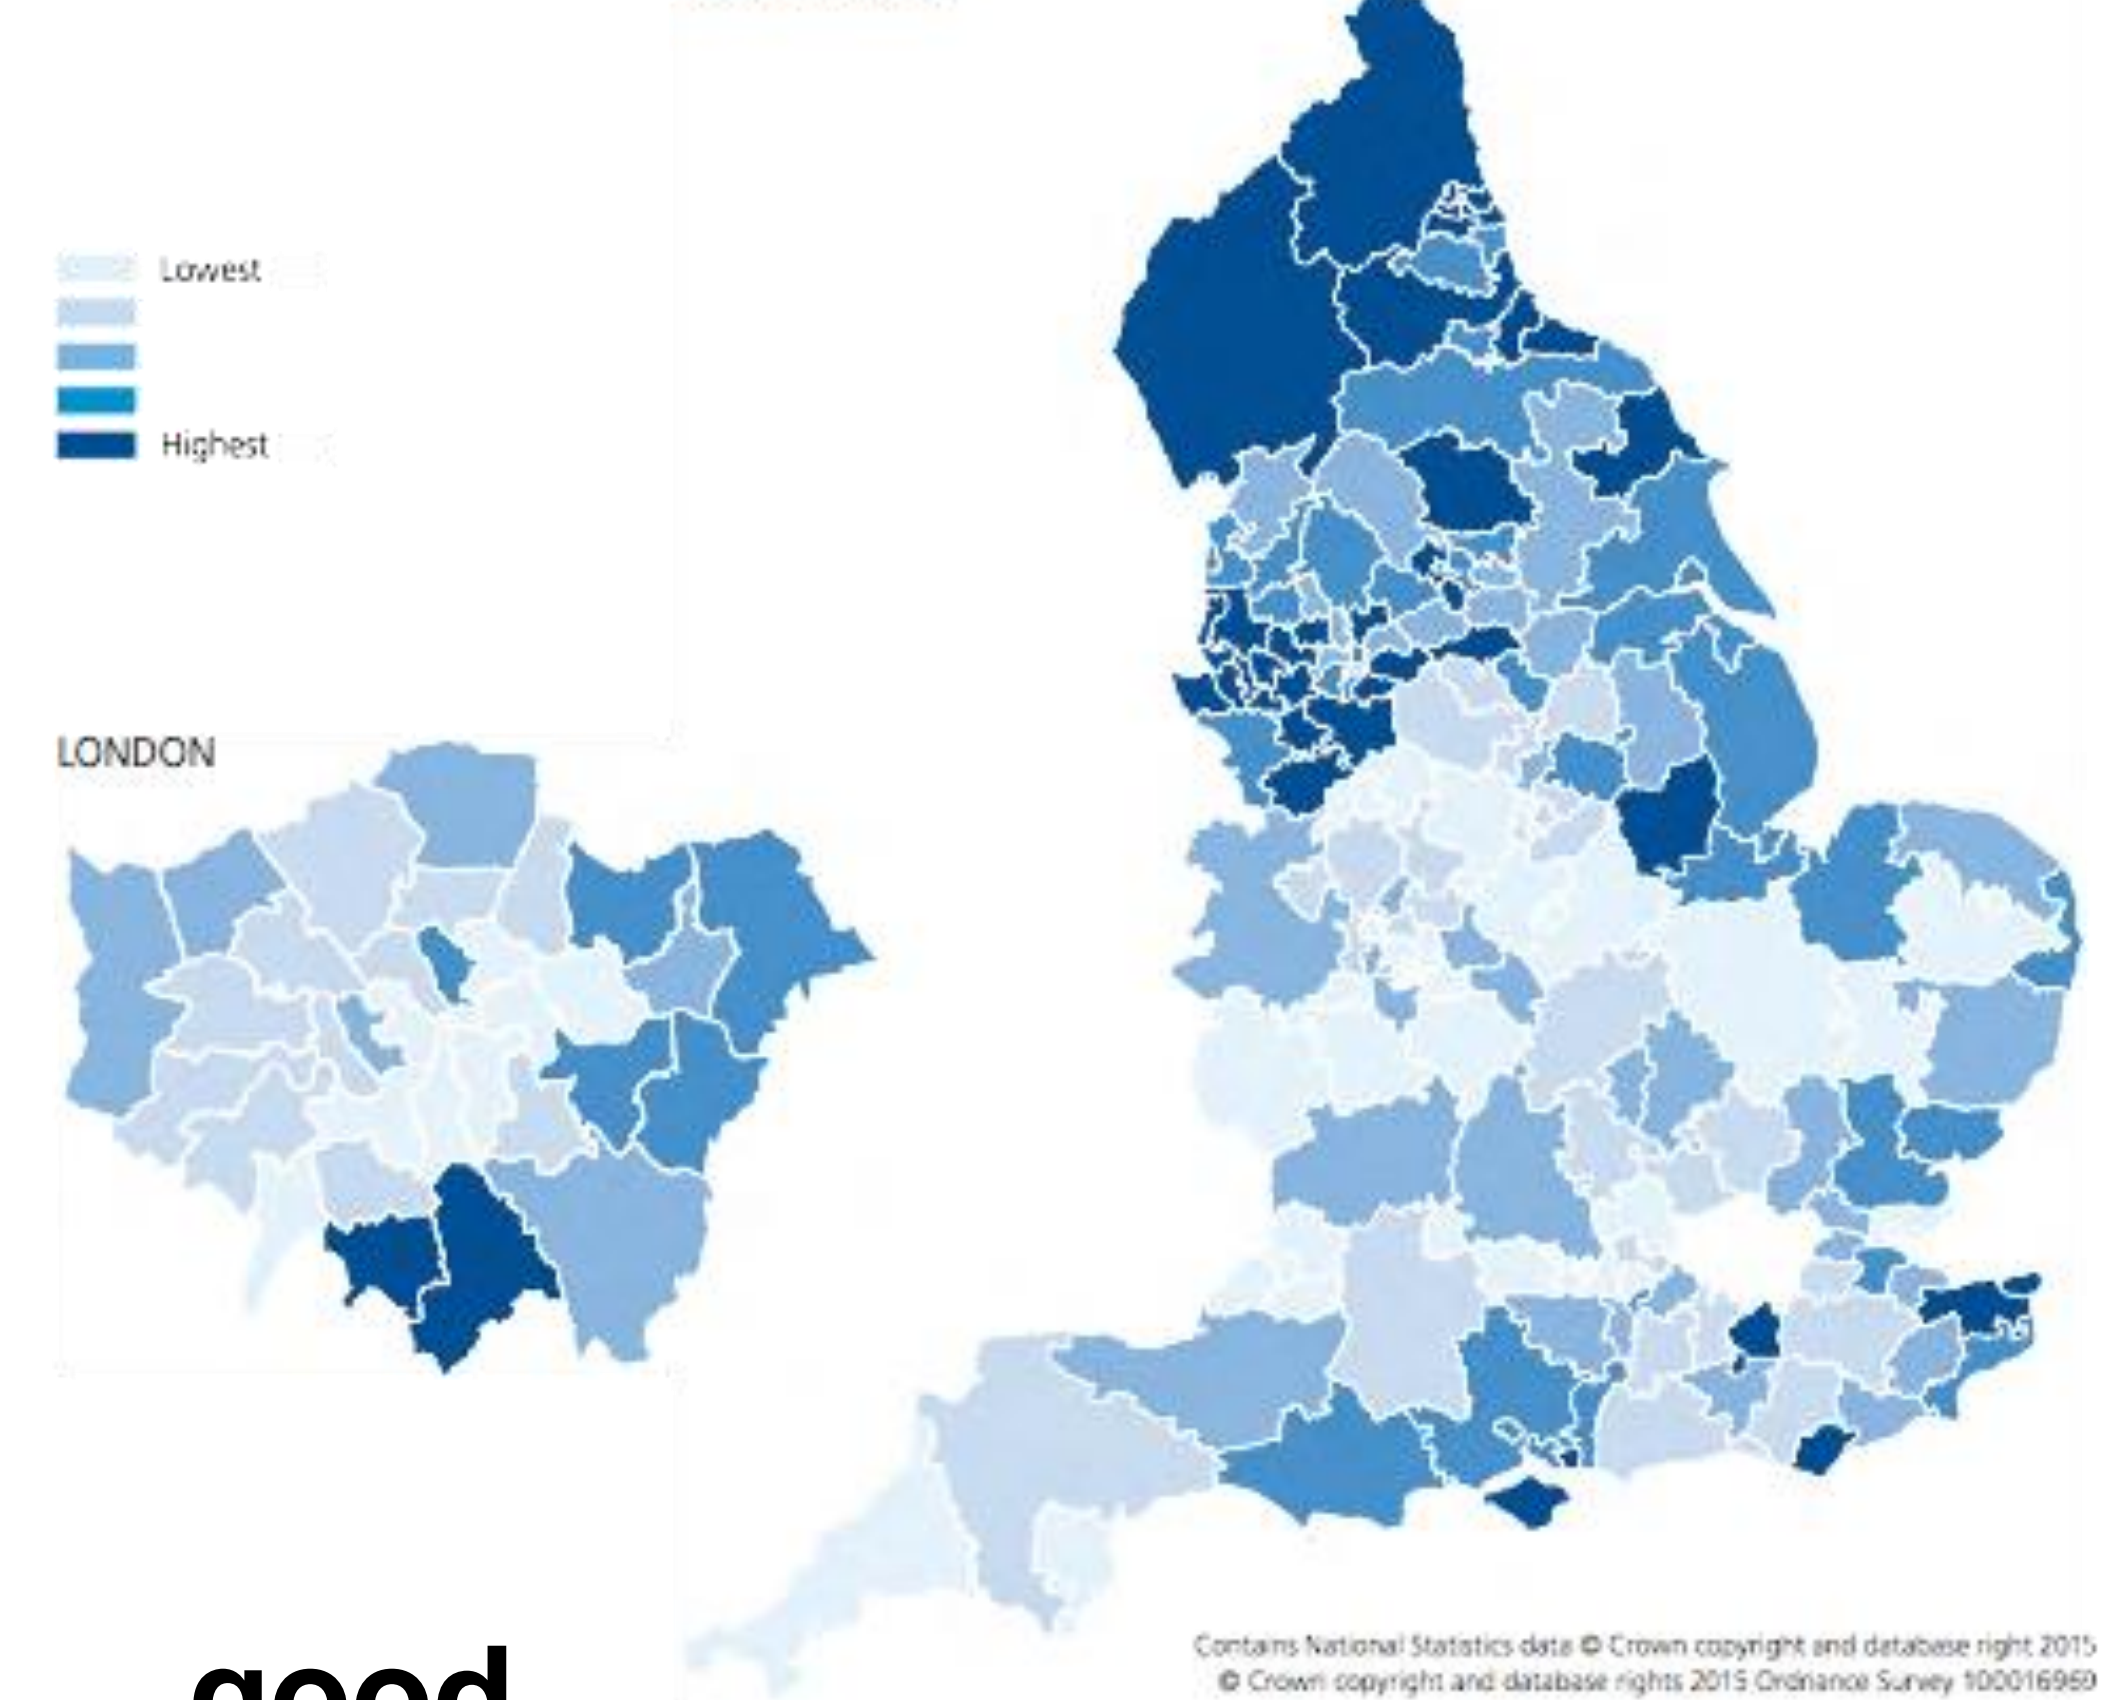 Lowest
Highest
LONDON
good
Contains National Statistics data © Crown copyright and database right 2015
© Crown copyright and database rights 2015 Ordnance Survey 100016969